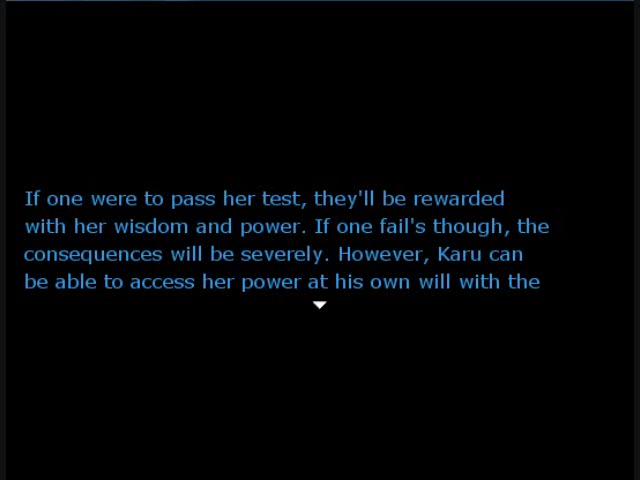 If one were to pass her test, they'll be rewarded
with her wisdom and power. If one fail's though, the
consequences will be severely. However, Karu can
be able to access her power at his own will with the